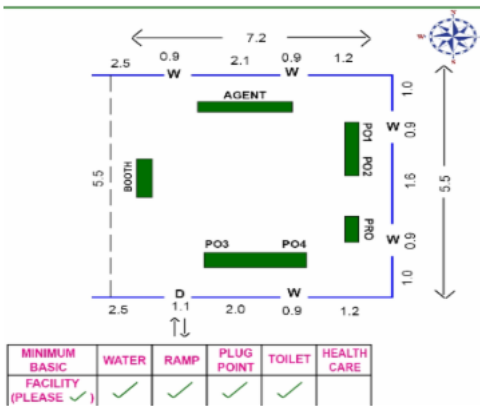 7.2
2.5 0.9 2.1 0.9 1.2
W W
N
W E
S
AGENT
1.0
W
0.9
PO1
PO2
5.5
BOOTH
1.6
5.5
PRO
W
0.9
PO3 PO4
1.0
D W
2.5 1.1 2.0 0.9 1.2
MINIMUM BASIC FACILITY (PLEASE ✓)
WATER
RAMP
PLUG POINT
TOILET
HEALTH CARE
✓ ✓ ✓ ✓